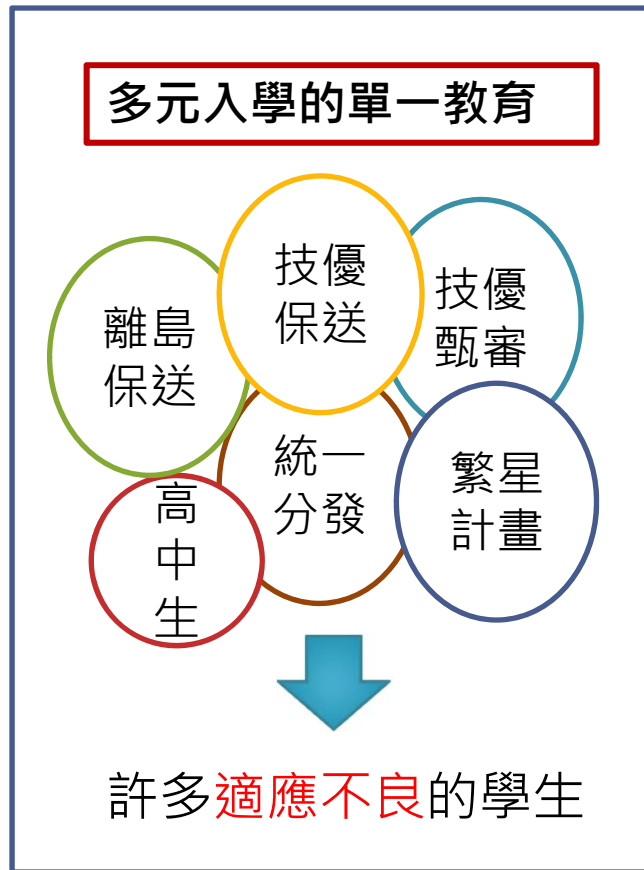 多元入學的單一教育
技優
保送
離島
保送
技優
甄審
統一
分發
繁星
計畫
高
中
生
許多適應不良的學生